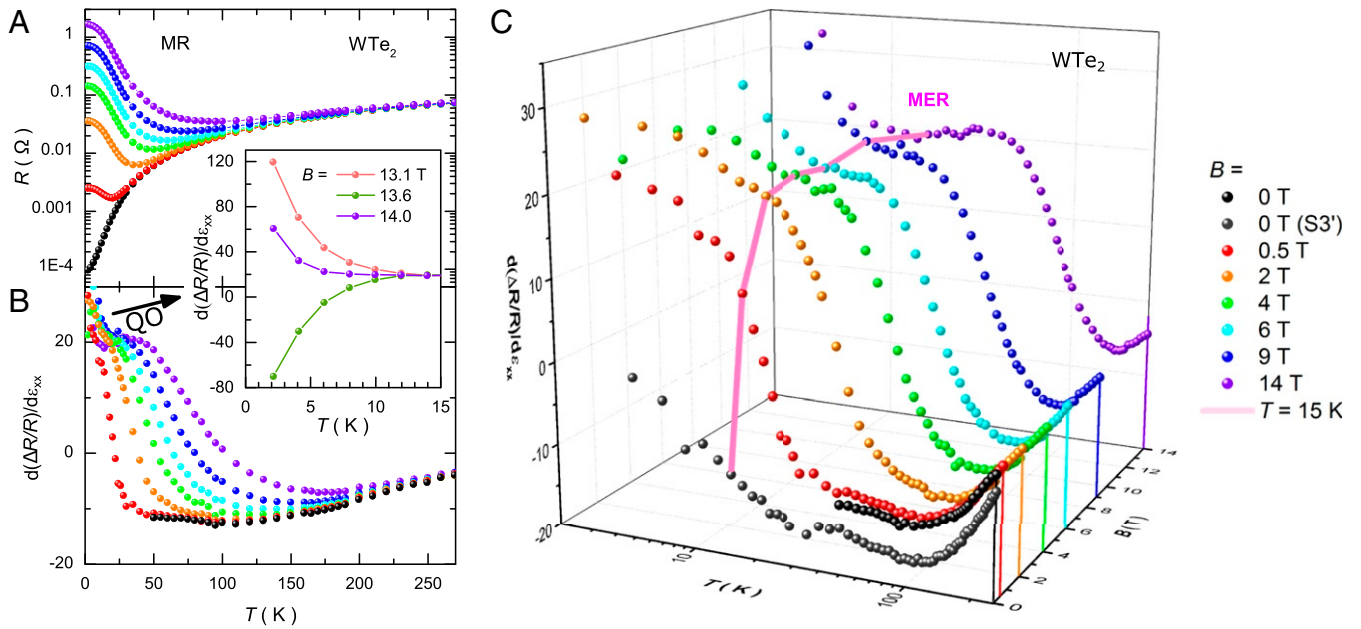 A
MR
WTe2
1
0.1
0.01
0.001
1E-4
R ( Ω )
B =
13.1 T
13.6
14.0
120
80
40
0
-40
-80
d(ΔR/R)/dεxx
0
5
10
15
T ( K )
B
QO
20
0
-20
d(ΔR/R)/dεxx
0
50
100
150
200
250
T ( K )
C
WTe2
MER
30
20
10
0
-10
-20
d(ΔR/R)/dεxx
10
100
T(K)
0
2
4
6
8
10
12
14
B(T)
B =
0 T
0 T (S3')
0.5 T
2 T
4 T
6 T
9 T
14 T
T = 15 K